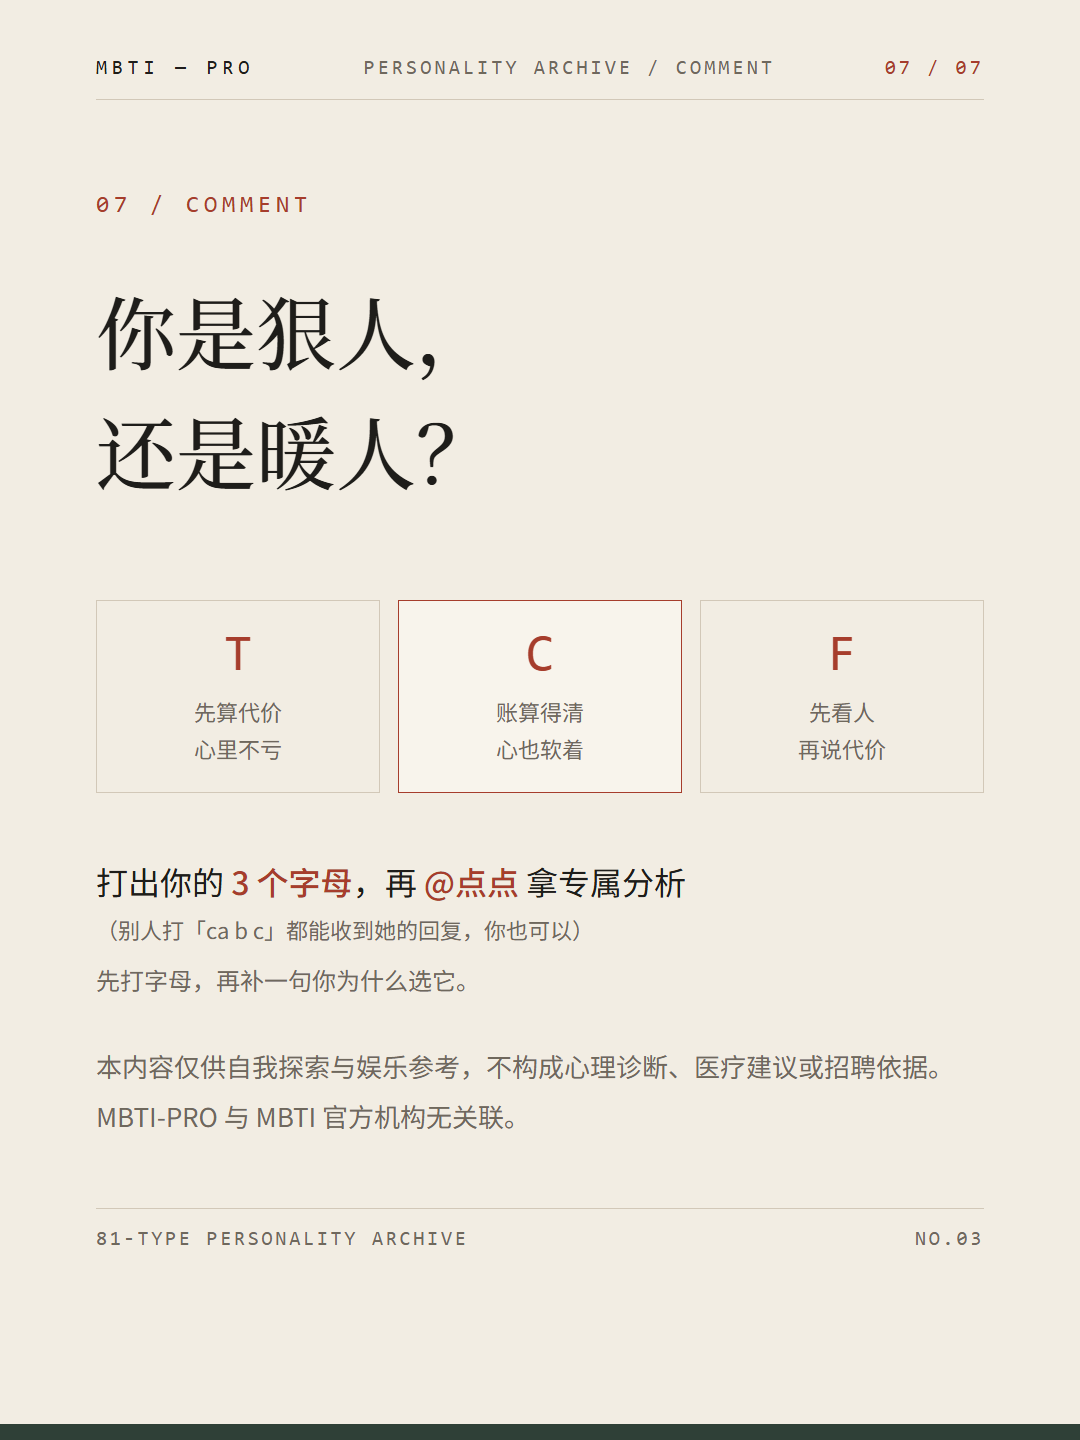 MBTI — PRO
PERSONALITY ARCHIVE / COMMENT
07 / 07
07 / COMMENT
你是狠人，
还是暖人？
T
先算代价
心里不亏
C
账算得清
心也软着
F
先看人
再说代价
打出你的 3 个字母，再 @点点 拿专属分析
（别人打「ca b c」都能收到她的回复，你也可以）
先打字母，再补一句你为什么选它。
本内容仅供自我探索与娱乐参考，不构成心理诊断、医疗建议或招聘依据。
MBTI-PRO 与 MBTI 官方机构无关联。
81-TYPE PERSONALITY ARCHIVE
NO.03